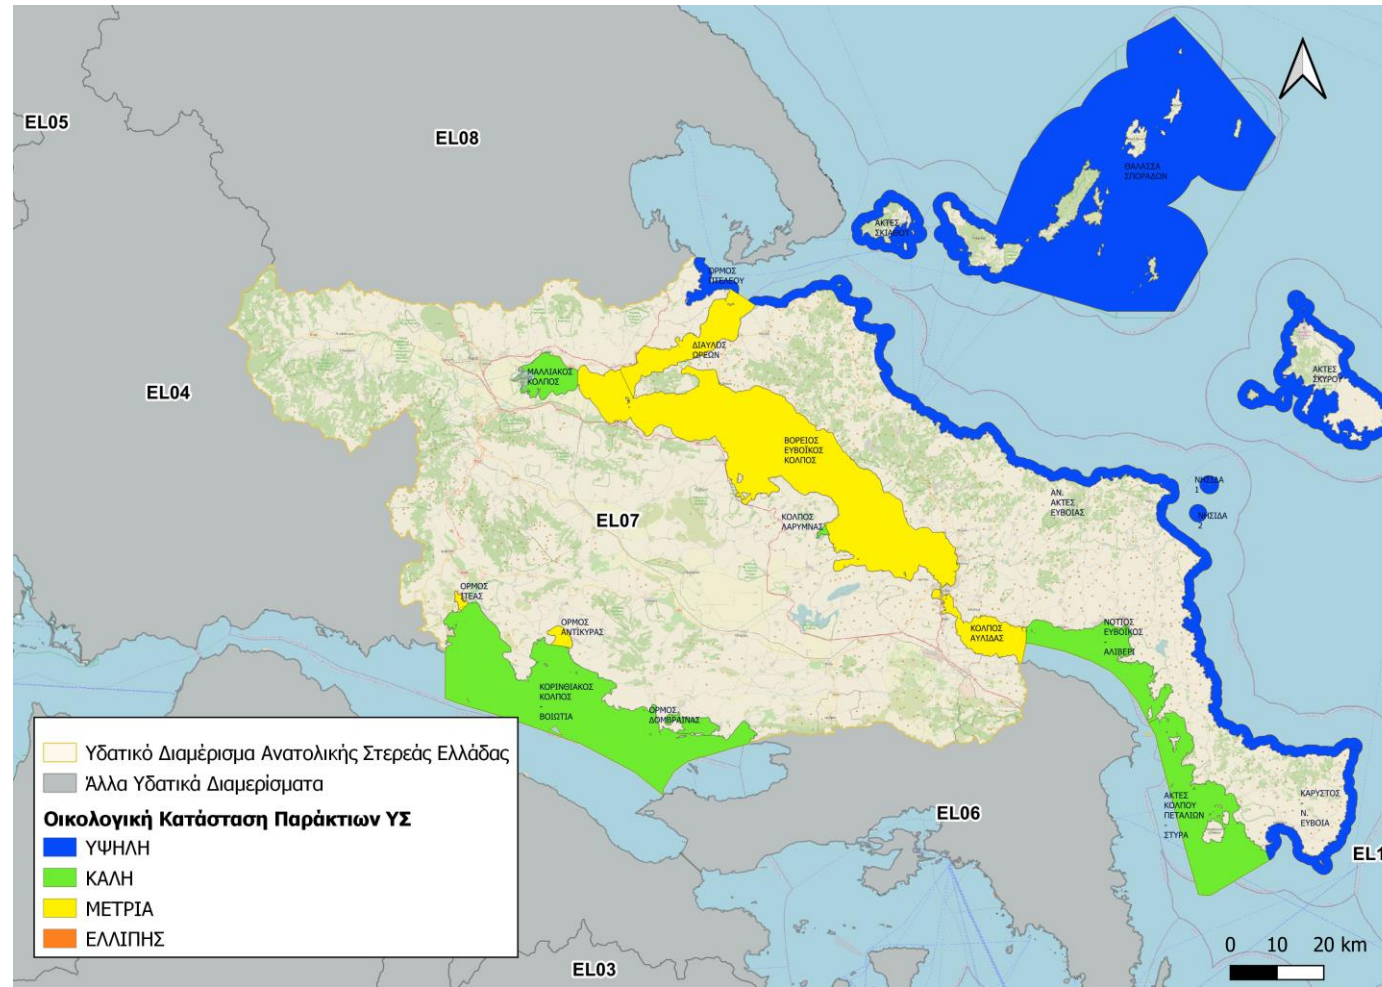 EL05
EL08
ΘΑΛΑΣΣΑ
ΣΠΟΡΑΔΩΝ
ΑΚΤΕΣ
ΣΚΙΑΘΟΥ
ΟΡΜΟΣ
ΠΤΕΛΕΟΥ
ΔΙΑΥΛΟΣ
ΩΡΕΩΝ
ΜΑΛΛΙΑΚΟΣ
ΚΟΛΠΟΣ
ΑΚΤΕΣ
ΣΚΥΡΟΥ
EL04
ΒΟΡΕΙΟΣ
ΕΥΒΟΪΚΟΣ
ΚΟΛΠΟΣ
ΝΗΣΙΔΑ
1
ΝΗΣΙΔΑ
2
ΑΝ.
ΑΚΤΕΣ
ΕΥΒΟΙΑΣ
EL07
ΚΟΛΠΟΣ
ΛΑΡΥΜΝΑΣ
ΟΡΜΟΣ
ΙΤΕΑΣ
ΟΡΜΟΣ
ΑΝΤΙΚΥΡΑΣ
ΚΟΛΠΟΣ
ΑΥΛΙΔΑΣ
ΝΟΤΙΟΣ
ΕΥΒΟΪΚΟΣ
-
ΑΛΙΒΕΡΙ
ΚΟΡΙΝΘΙΑΚΟΣ
ΚΟΛΠΟΣ
-
ΒΟΙΩΤΙΑ
ΟΡΜΟΣ
ΔΟΜΒΡΑΙΝΑΣ
ΑΚΤΕΣ
ΚΟΛΠΟΥ
ΠΕΤΑΛΙΩΝ
-
ΣΤΥΡΑ
ΚΑΡΥΣΤΟΣ
-
Ν.
ΕΥΒΟΙΑ
EL06
EL1
EL03
Υδατικό Διαμέρισμα Ανατολικής Στερεάς Ελλάδας
Άλλα Υδατικά Διαμερίσματα
Οικολογική Κατάσταση Παράκτιων ΥΣ
ΥΨΗΛΗ
ΚΑΛΗ
ΜΕΤΡΙΑ
ΕΛΛΙΠΗΣ
0 10 20 km